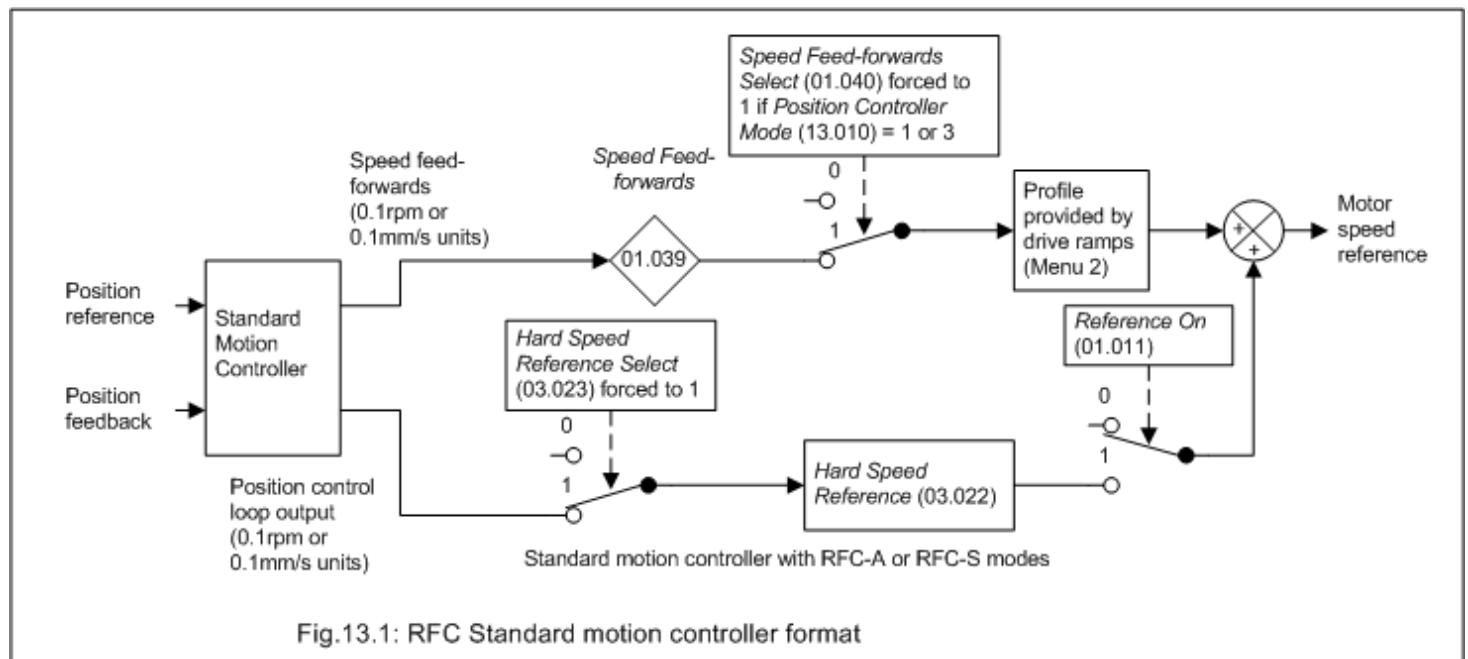 Speed Feed-forwards
Select (01.040) forced to
1 if Position Controller
Mode (13.010) = 1 or 3
Speed feed-
forwards
(0.1rpm or
0.1mm/s units)
Speed Feed-
forwards
0
1
01.039
Profile
provided by
drive ramps
(Menu 2)
+
+
Motor
speed
reference
Position
reference
Position
feedback
Standard
Motion
Controller
Hard Speed
Reference Select
(03.023) forced to 1
0
1
Reference On
(01.011)
0
1
Hard Speed
Reference (03.022)
Position control
loop output
(0.1rpm or
0.1mm/s units)
Standard motion controller with RFC-A or RFC-S modes
Fig.13.1: RFC Standard motion controller format